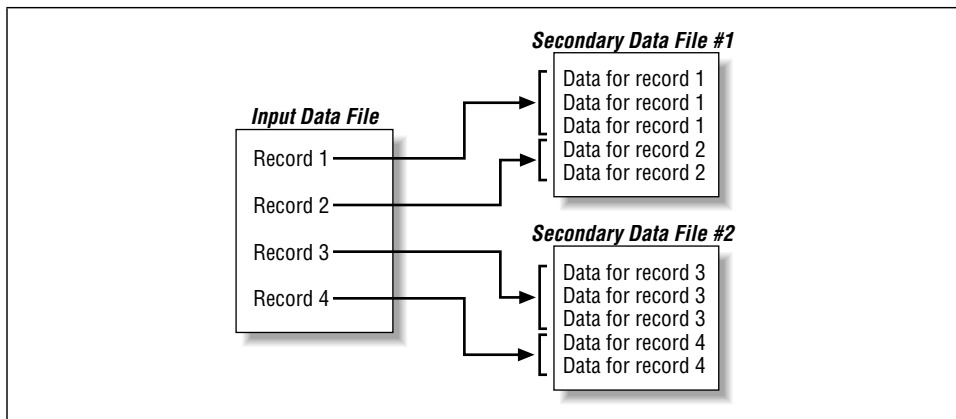 Input Data File
Record 1
Record 2
Record 3
Record 4
Secondary Data File #1
Data for record 1
Data for record 1
Data for record 1
Data for record 2
Data for record 2
Secondary Data File #2
Data for record 3
Data for record 3
Data for record 3
Data for record 4
Data for record 4